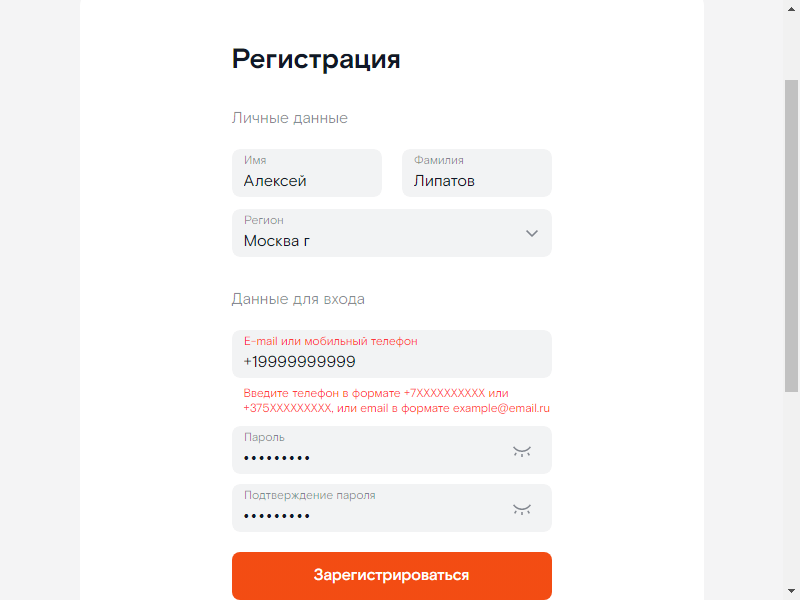 Регистрация
Личные данные
Имя
Фамилия
Алексей
Липатов
Регион
Москва г
Данные для входа
E-mail или мобильный телефон
+19999999999
Введите телефон в формате +7XXXXXXXXXX или
+375XXXXXXXXX, или email в формате example@email.ru
Пароль
•••••••••
Подтверждение пароля
•••••••••
Зарегистрироваться